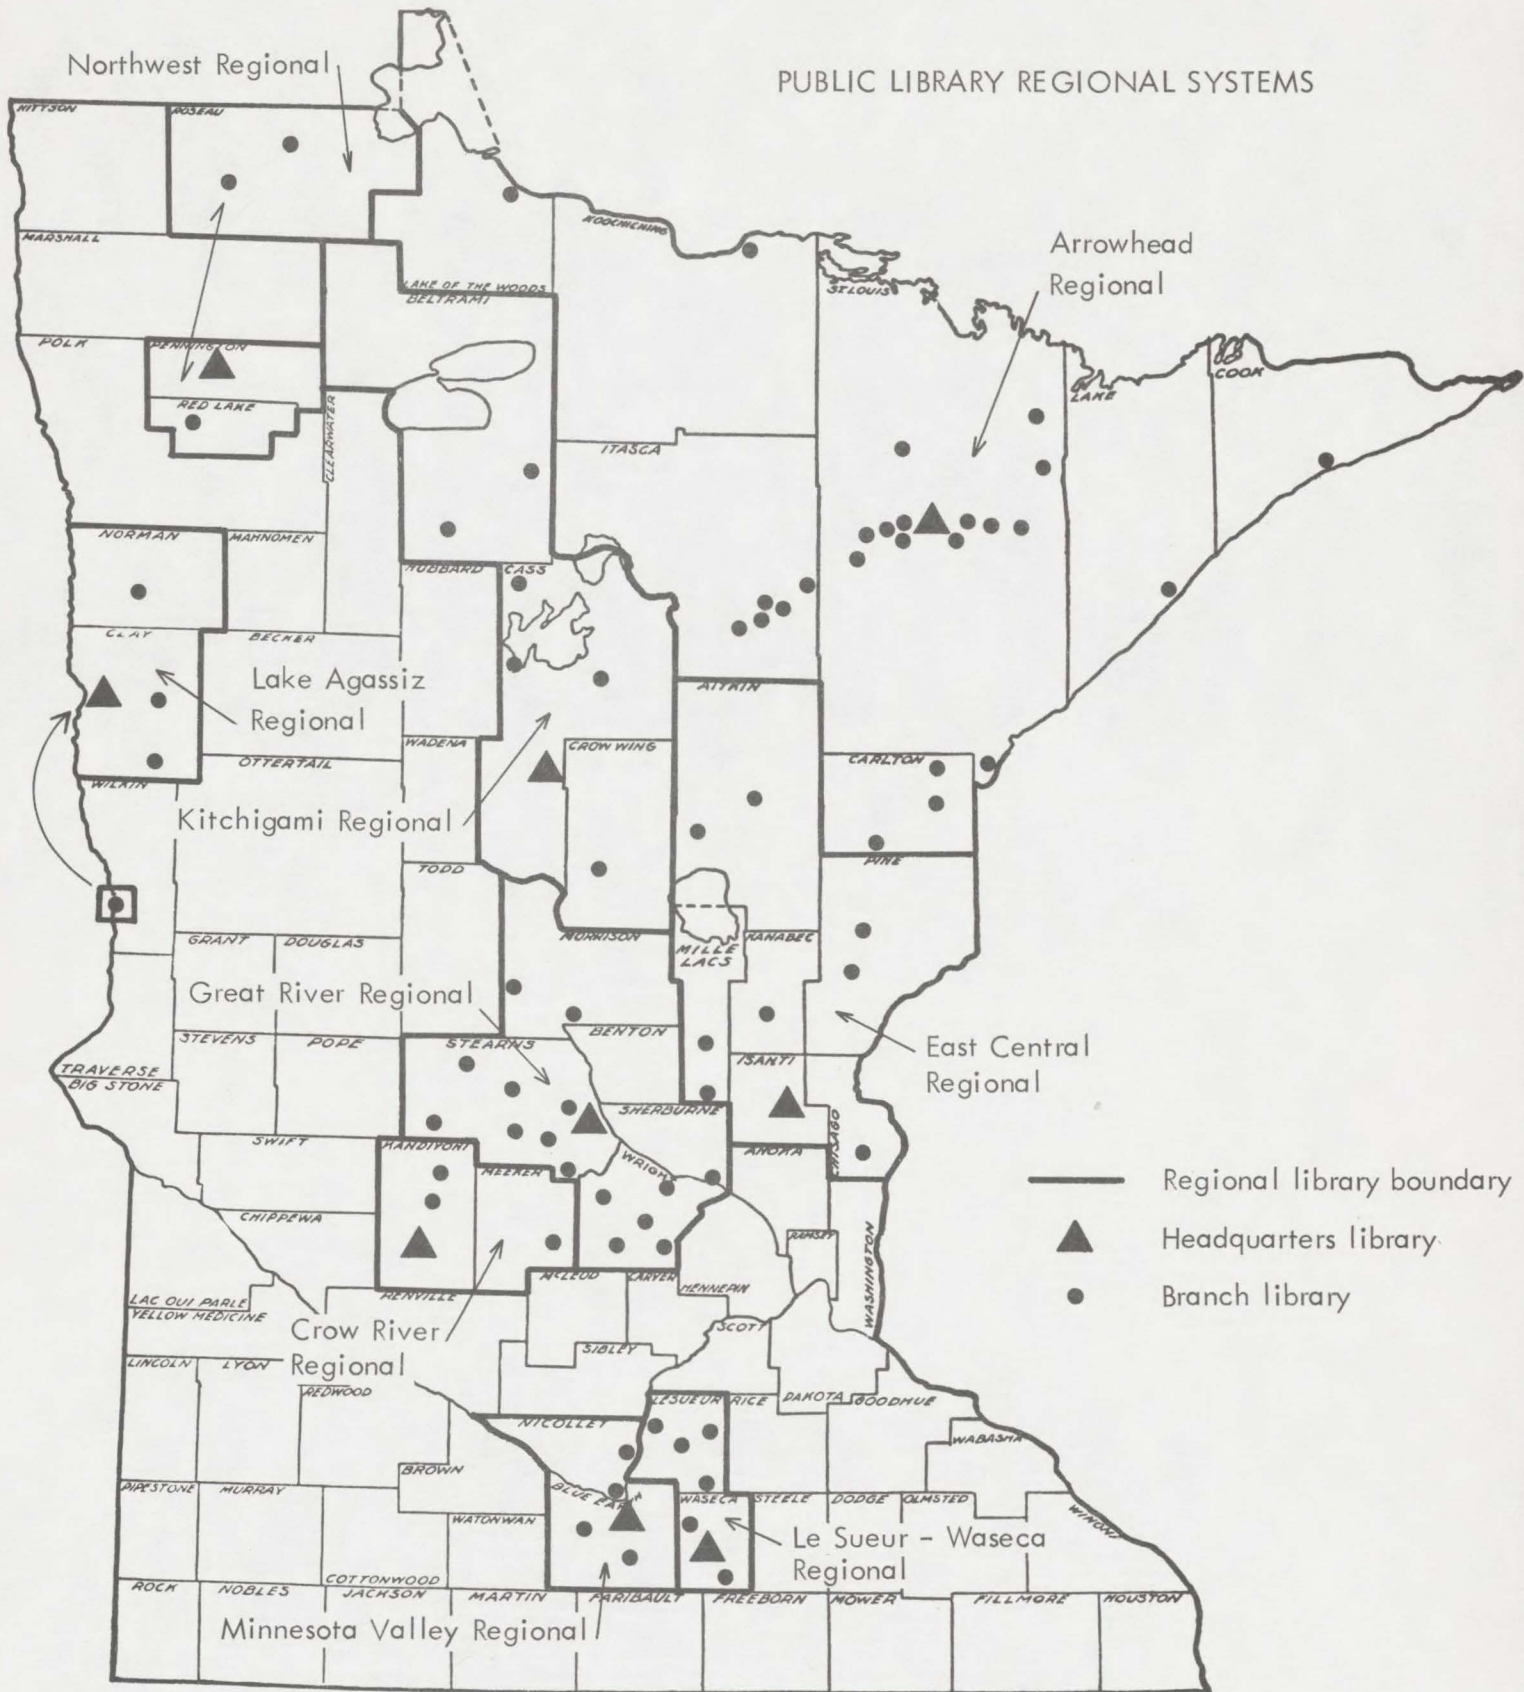 PUBLIC LIBRARY REGIONAL SYSTEMS
Northwest Regional
KITTSON
ROSEAU
KOOCHICHING
MARSHALL
Arrowhead
Regional
LAKE OF THE WOODS
BELTRAMI
ST. LOUIS
POLK
PENNINGTON
COOK
LAKE
RED LAKE
CLEARWATER
ITASCA
NORMAN
MAHNOMEN
HUBBARD
CASS
CLAY
BECKER
Lake Agassiz
Regional
AITKIN
WADENA
CROW WING
CARLTON
OTTERTAIL
WILKIN
Kitchigami Regional
TODD
PINE
GRANT
DOUGLAS
MORRISON
KANABEC
MILLE
LACS
Great River Regional
STEVENS
POPE
STEARNS
BENTON
East Central
Regional
ISANTI
TRAVERSE
BIG STONE
SHERBURNE
CHISAGO
SWIFT
KANDIYOHI
MEEKER
WRIGHT
ANOKA
Regional library boundary
CHIPPEWA
RAMSEY
WASHINGTON
Headquarters library
MCLEOD
CARVER
HENNEPIN
RENVILLE
Branch library
LAC QUI PARLE
YELLOW MEDICINE
Crow River
Regional
SCOTT
SIBLEY
LINCOLN
LYON
REDWOOD
LESUEUR
RICE
DAKOTA
GOODHUE
NICOLLET
WABASHA
BROWN
PIPESTONE
MURRAY
BLUE EARTH
WASECA
STEELE
DODGE
OLMSTED
WINONA
WATONWAN
Le Sueur - Waseca
Regional
COTTONWOOD
ROCK
NOBLES
JACKSON
MARTIN
FARIBAULT
FREEBORN
MOWER
FILLMORE
HOUSTON
Minnesota Valley Regional